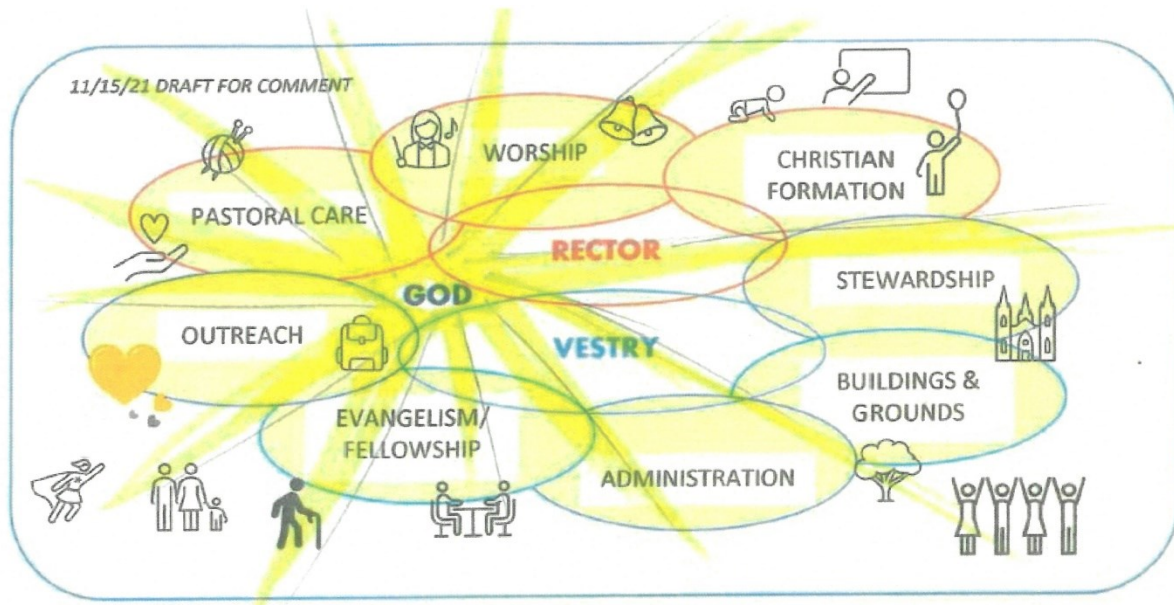 11/15/21 DRAFT FOR COMMENT
WORSHIP
CHRISTIAN
FORMATION
PASTORAL CARE
RECTOR
STEWARDSHIP
GOD
OUTREACH
VESTRY
BUILDINGS &
GROUNDS
EVANGELISM/
FELLOWSHIP
ADMINISTRATION